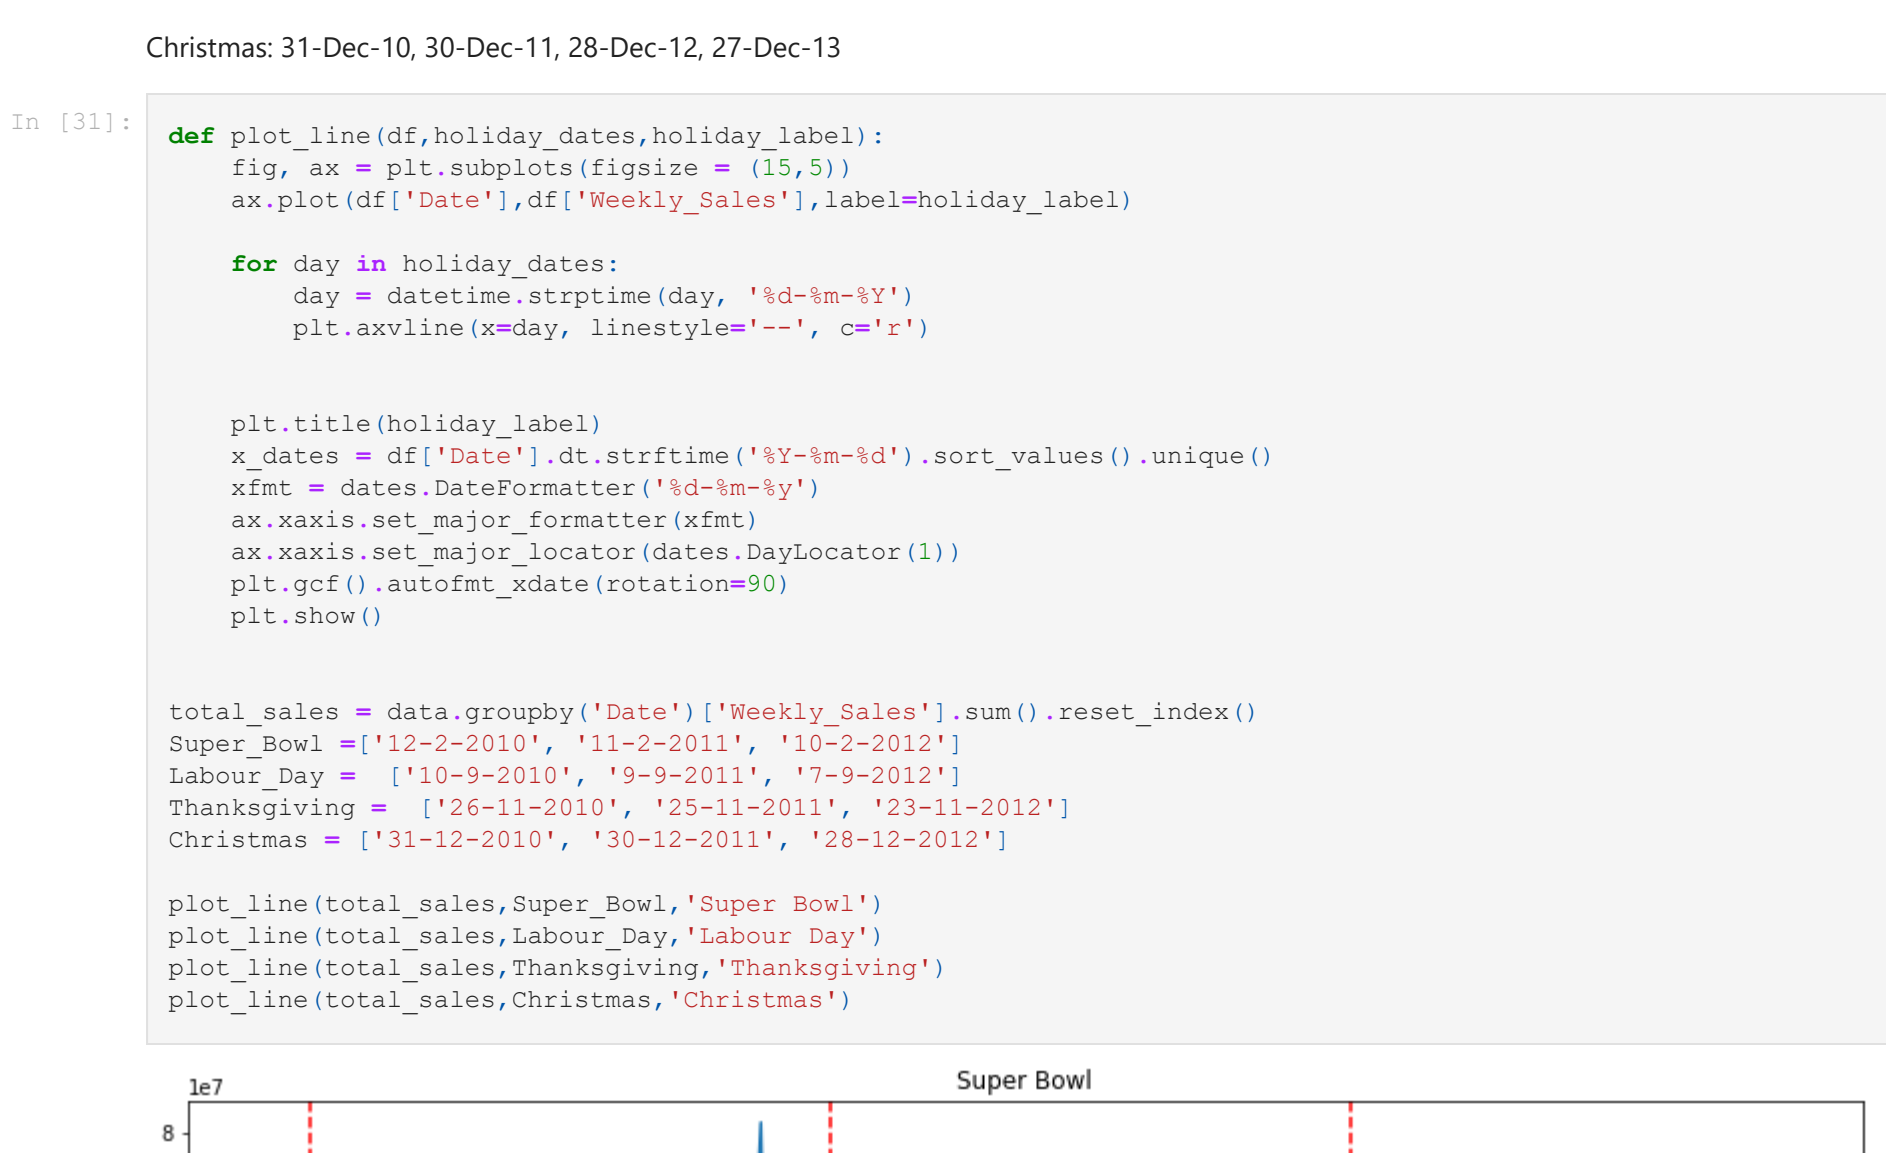 Christmas: 31-Dec-10, 30-Dec-11, 28-Dec-12, 27-Dec-13
In [31]:
def plot_line(df,holiday_dates,holiday_label):
    fig, ax = plt.subplots(figsize = (15,5))
    ax.plot(df['Date'],df['Weekly_Sales'],label=holiday_label)

    for day in holiday_dates:
        day = datetime.strptime(day, '%d-%m-%Y')
        plt.axvline(x=day, linestyle='--', c='r')

    plt.title(holiday_label)
    x_dates = df['Date'].dt.strftime('%Y-%m-%d').sort_values().unique()
    xfmt = dates.DateFormatter('%d-%m-%y')
    ax.xaxis.set_major_formatter(xfmt)
    ax.xaxis.set_major_locator(dates.DayLocator(1))
    plt.gcf().autofmt_xdate(rotation=90)
    plt.show()

total_sales = data.groupby('Date')['Weekly_Sales'].sum().reset_index()
Super_Bowl =['12-2-2010', '11-2-2011', '10-2-2012']
Labour_Day =  ['10-9-2010', '9-9-2011', '7-9-2012']
Thanksgiving =  ['26-11-2010', '25-11-2011', '23-11-2012']
Christmas = ['31-12-2010', '30-12-2011', '28-12-2012']

plot_line(total_sales,Super_Bowl,'Super Bowl')
plot_line(total_sales,Labour_Day,'Labour Day')
plot_line(total_sales,Thanksgiving,'Thanksgiving')
plot_line(total_sales,Christmas,'Christmas')
Super Bowl
1e7
8